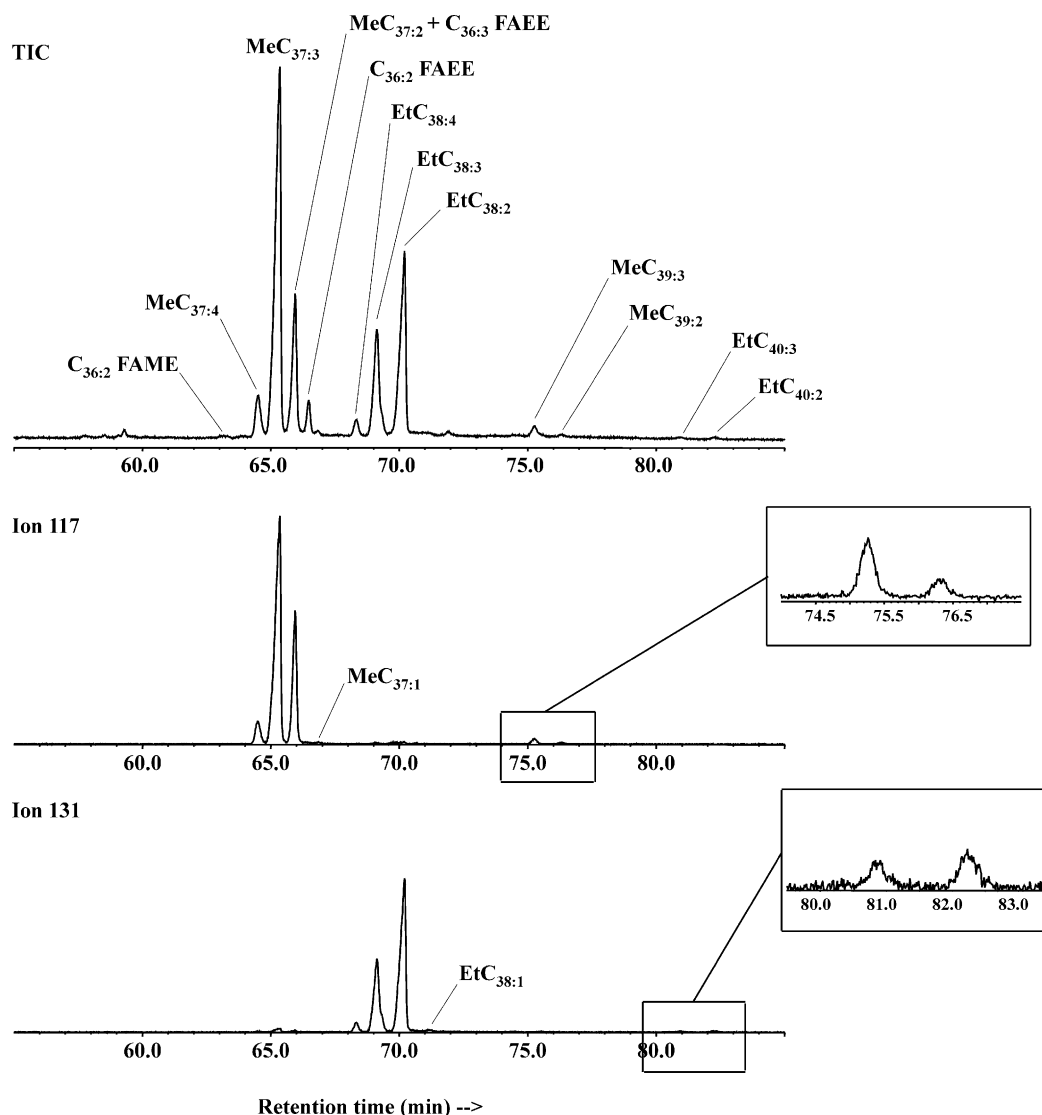 TIC
MeC37:2 + C36:3 FAEE
MeC37:3
C36:2 FAEE
EtC38:4
EtC38:3
EtC38:2
MeC39:3
MeC37:4
MeC39:2
EtC40:3
C36:2 FAME
EtC40:2
60.0 65.0 70.0 75.0 80.0
Ion 117
74.5 75.5 76.5
MeC37:1
60.0 65.0 70.0 75.0 80.0
Ion 131
80.0 81.0 82.0 83.0
EtC38:1
60.0 65.0 70.0 75.0 80.0
Retention time (min) -->